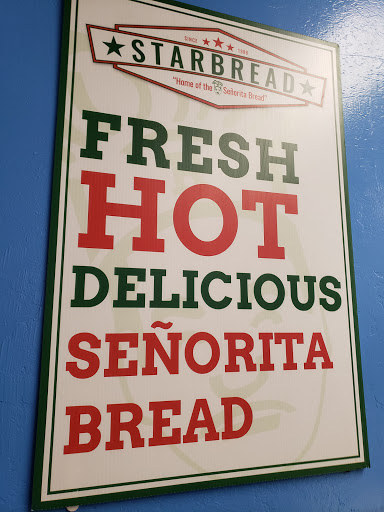 SINCE ★★★ 1986
★STARBREAD★
"Home of the Señorita Bread"
FRESH
HOT
DELICIOUS
SEÑORITA
BREAD